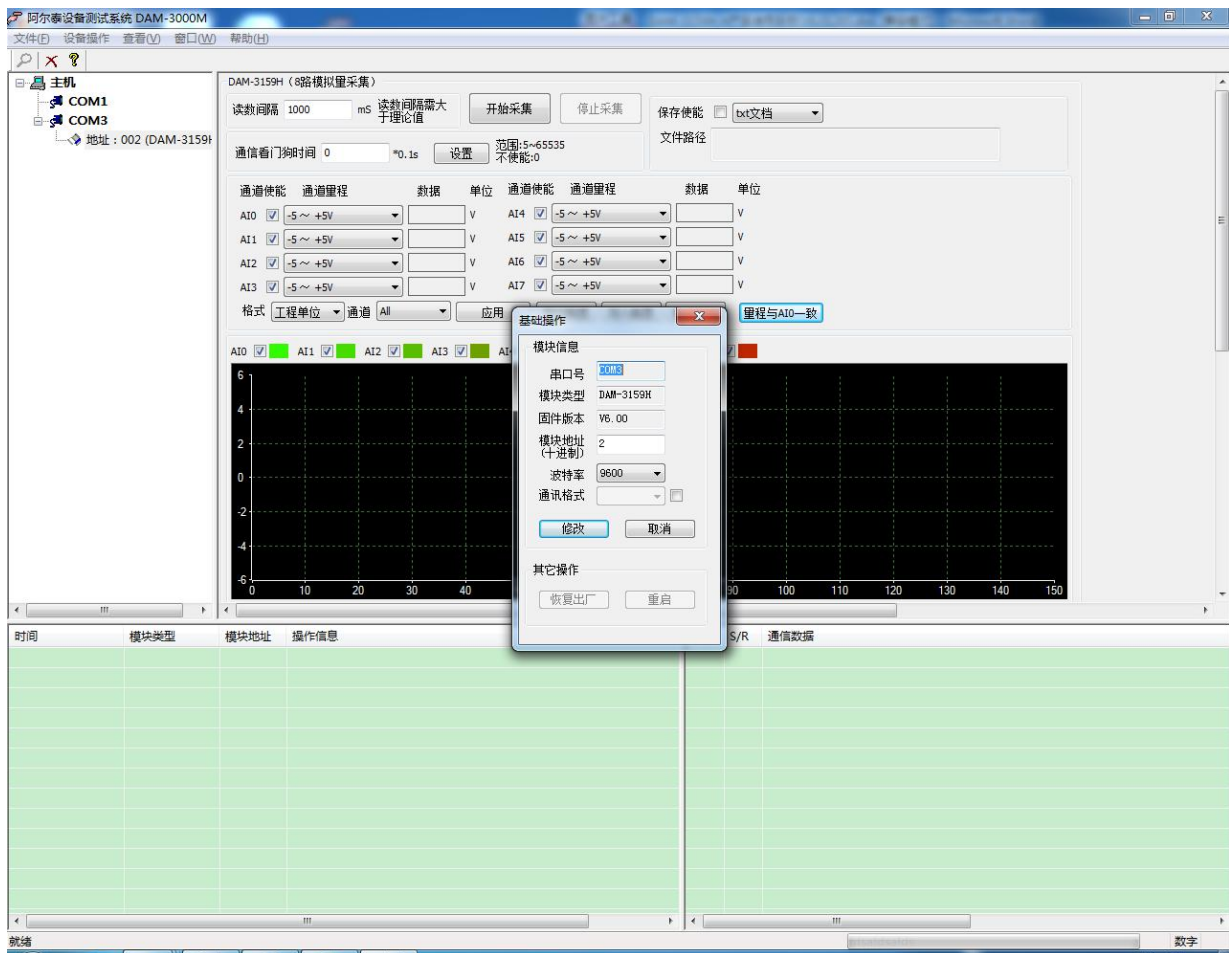 阿尔泰设备测试系统 DAM-3000M
文件(F) 设备操作 查看(V) 窗口(W) 帮助(H)
主机
COM1
COM3
地址：002 (DAM-3159H
DAM-3159H（8路模拟量采集）
读数间隔 1000 mS 读数间隔需大于理论值 开始采集 停止采集
保存使能 txt文档
文件路径
通信看门狗时间 0 *0.1s 设置 范围:5~65535 不使能:0
通道使能 通道里程 数据 单位 通道使能 通道里程 数据 单位
AI0 -5～ +5V V AI4 -5～ +5V V
AI1 -5～ +5V V AI5 -5～ +5V V
AI2 -5～ +5V V AI6 -5～ +5V V
AI3 -5～ +5V V AI7 -5～ +5V V
格式 工程单位 通道 All 应用 里程与AI0一致
AI0 AI1 AI2 AI3
6
4
2
0
-2
-4
-6
0 10 20 30 40 90 100 110 120 130 140 150
基础操作
模块信息
串口号 COM3
模块类型 DAM-3159H
固件版本 V6.00
模块地址 (十进制) 2
波特率 9600
通讯格式
修改 取消
其它操作
恢复出厂 重启
时间 模块类型 模块地址 操作信息 S/R 通信数据
就绪 数字